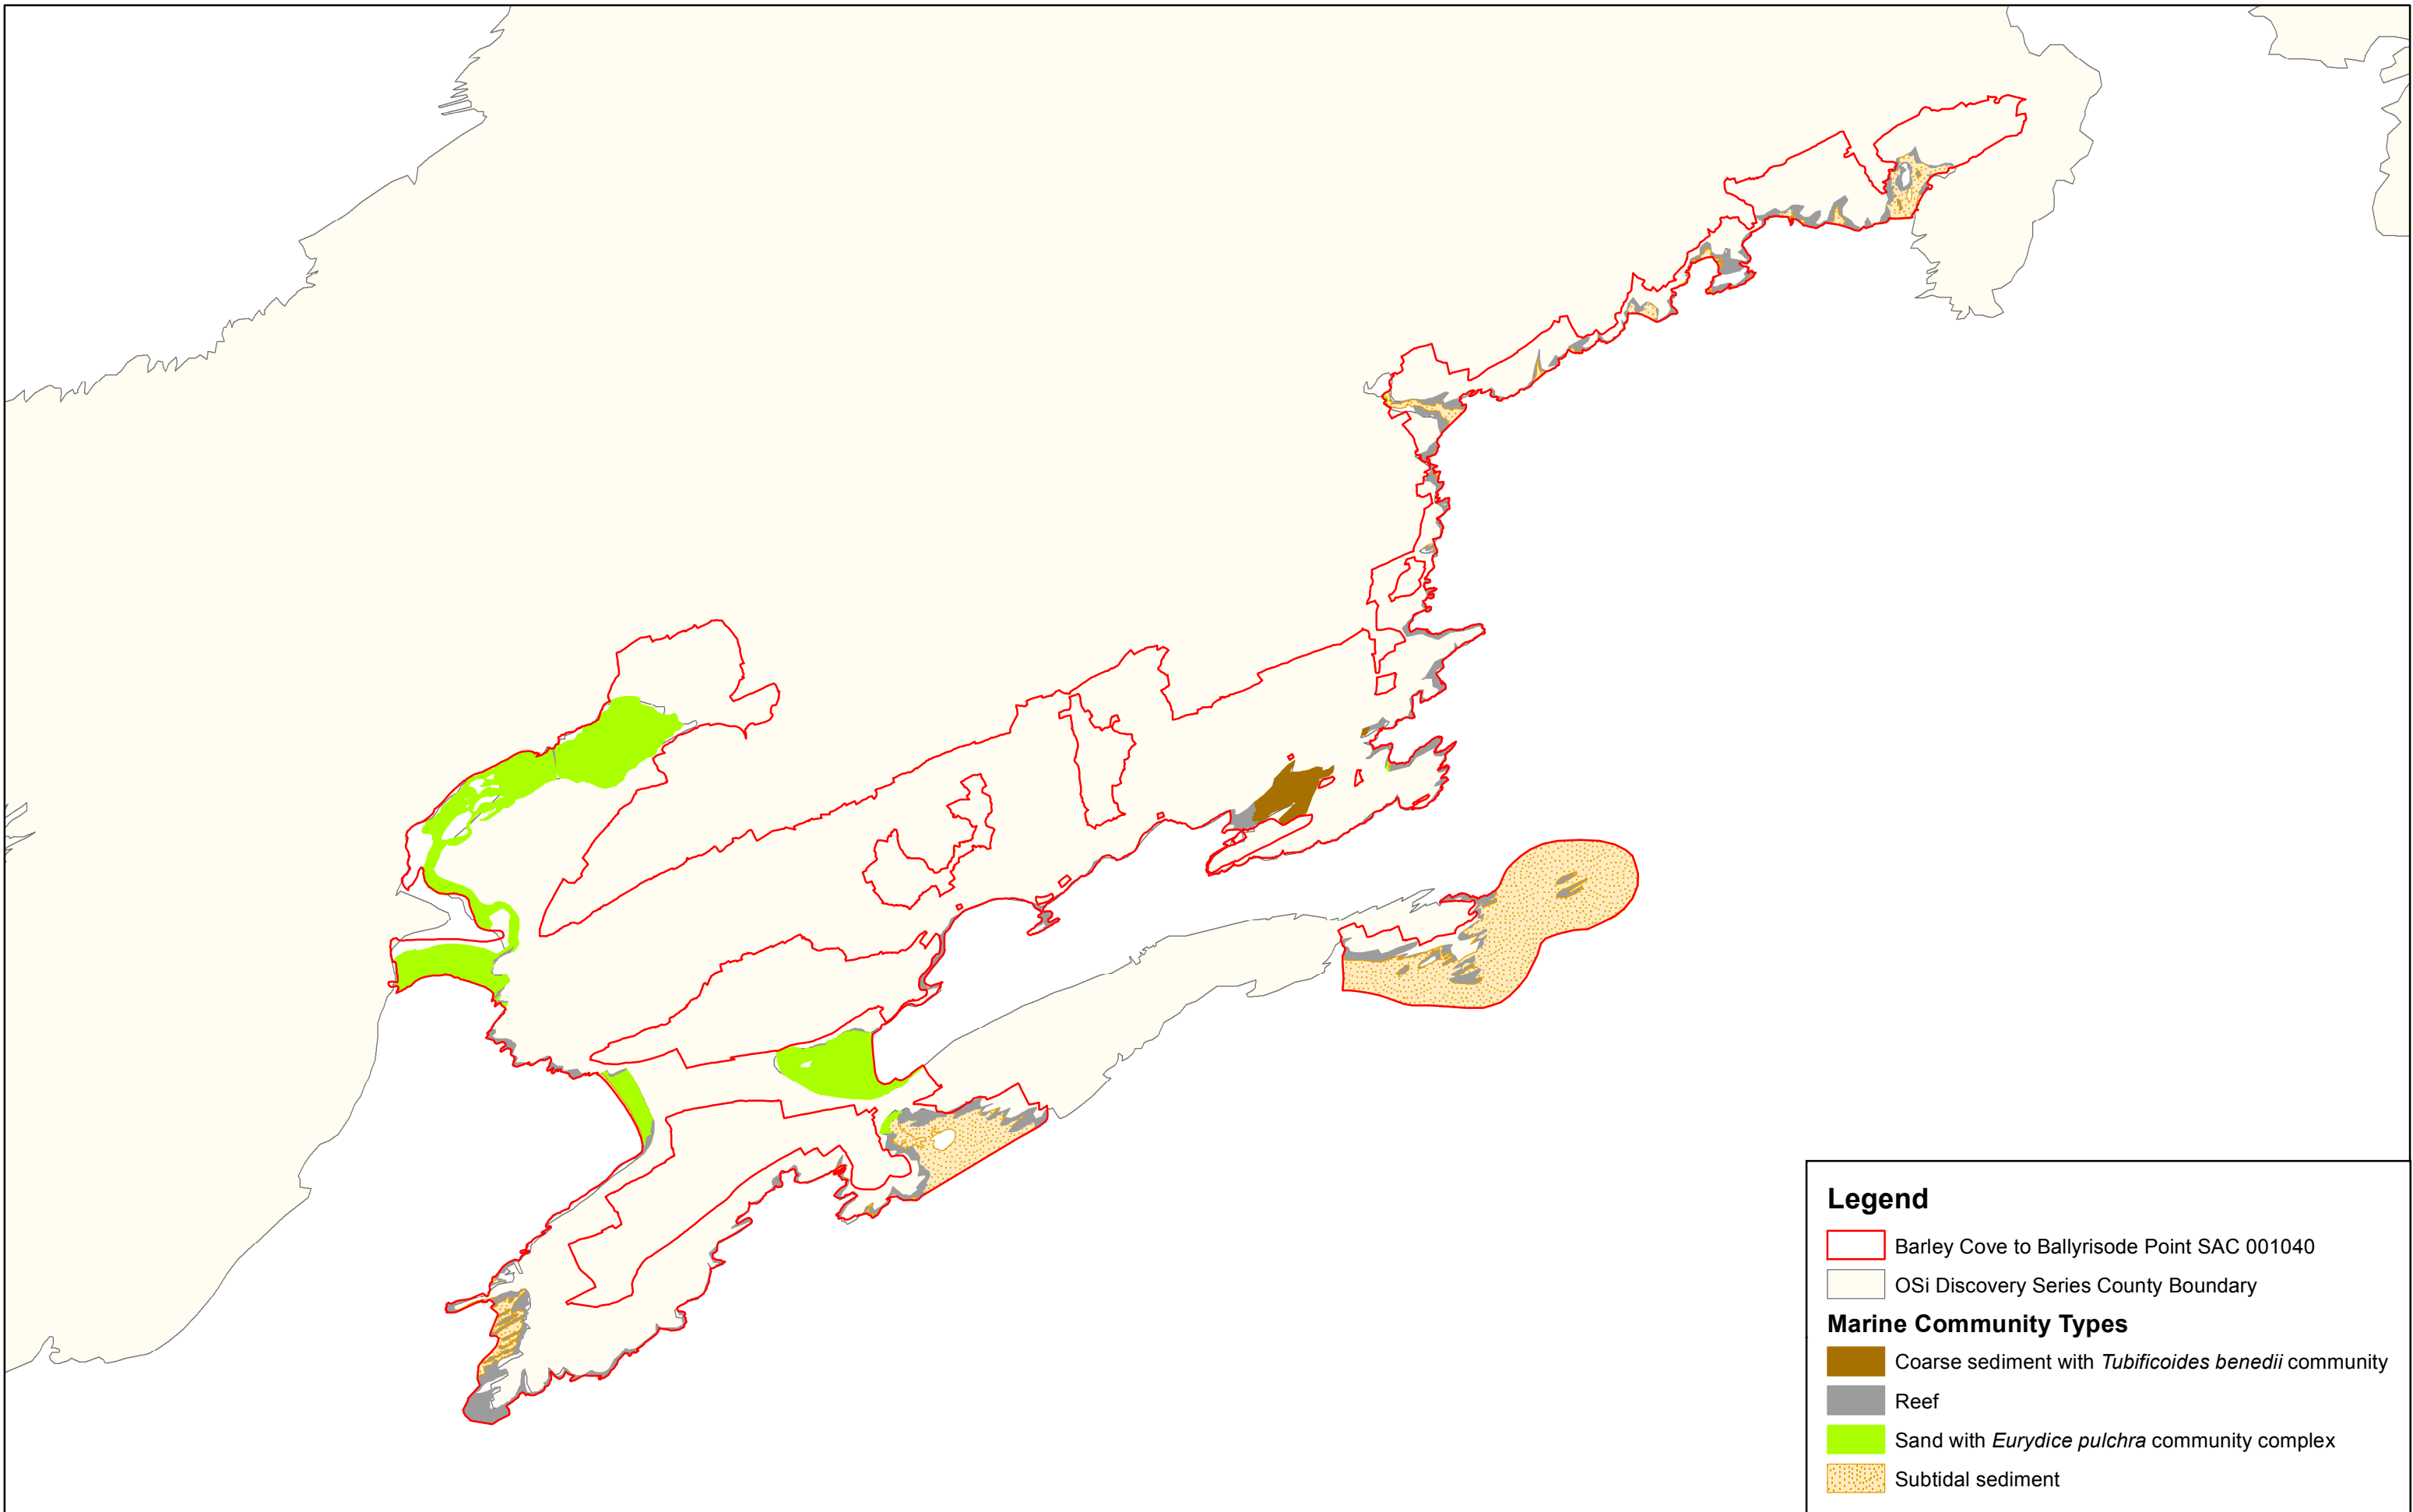 Legend
Barley Cove to Ballyrisode Point SAC 001040
OSi Discovery Series County Boundary
Marine Community Types
Coarse sediment with Tubificoides benedii community
Reef
Sand with Eurydice pulchra community complex
Subtidal sediment